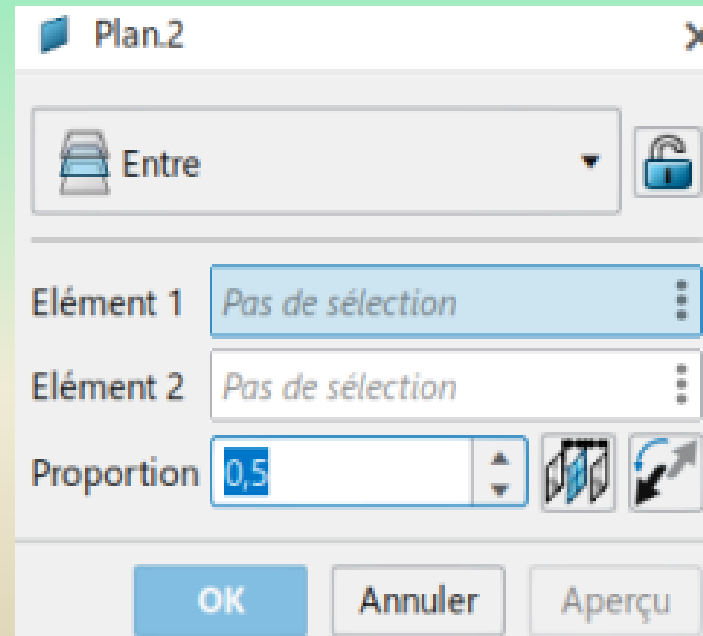 Plan.2
Entre
Elément 1 Pas de sélection
Elément 2 Pas de sélection
Proportion 0,5
OK Annuler Aperçu